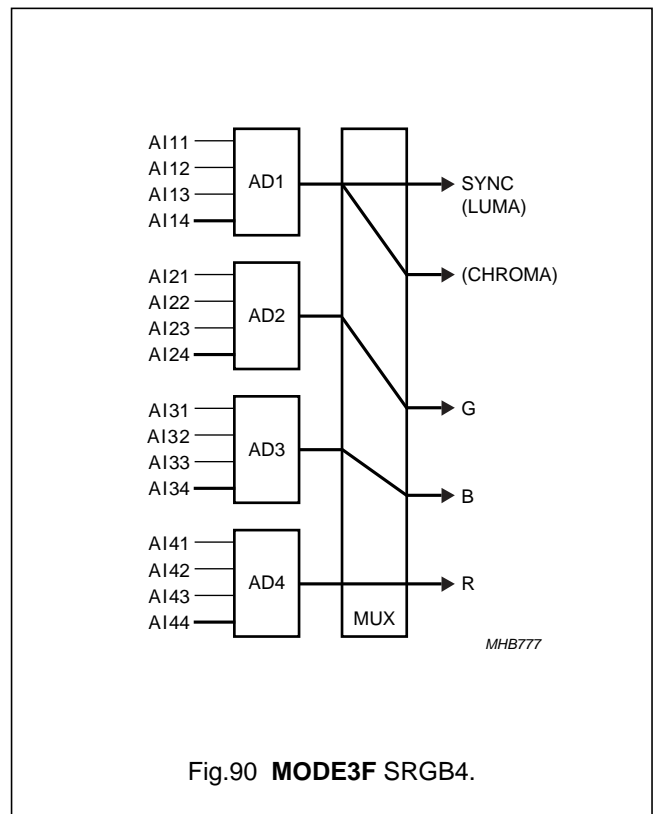 AI11
AI12
AI13
AI14
AD1
SYNC
(LUMA)
(CHROMA)
AI21
AI22
AI23
AI24
AD2
G
AI31
AI32
AI33
AI34
AD3
B
AI41
AI42
AI43
AI44
AD4
R
MUX
MHB777
Fig.90 MODE3F SRGB4.